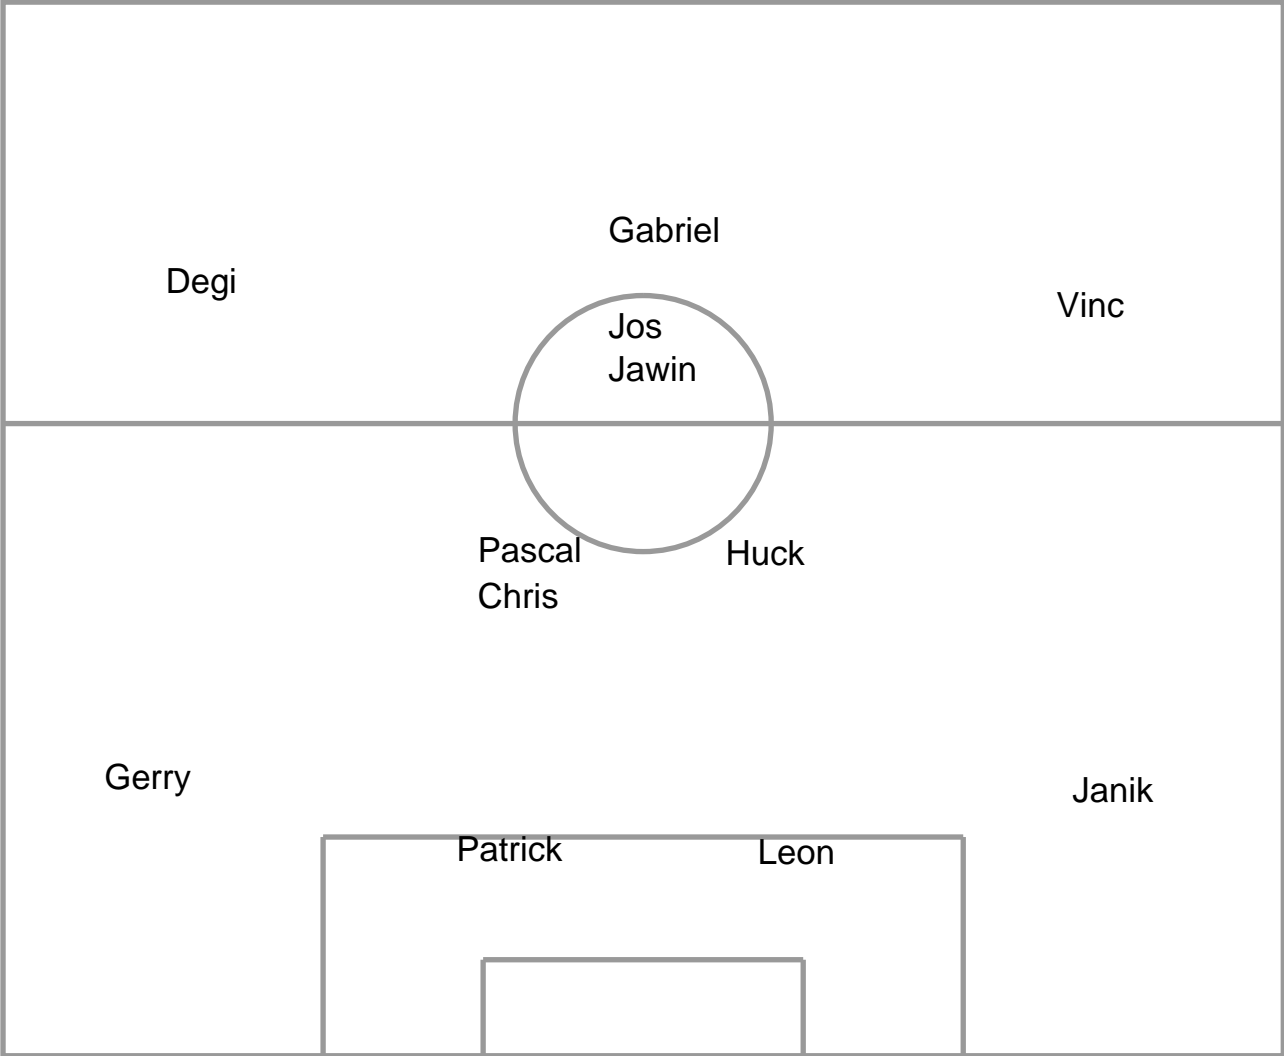 Gabriel
Degi
Vinc
Jos
Jawin
Pascal
Huck
Chris
Gerry
Janik
Patrick
Leon